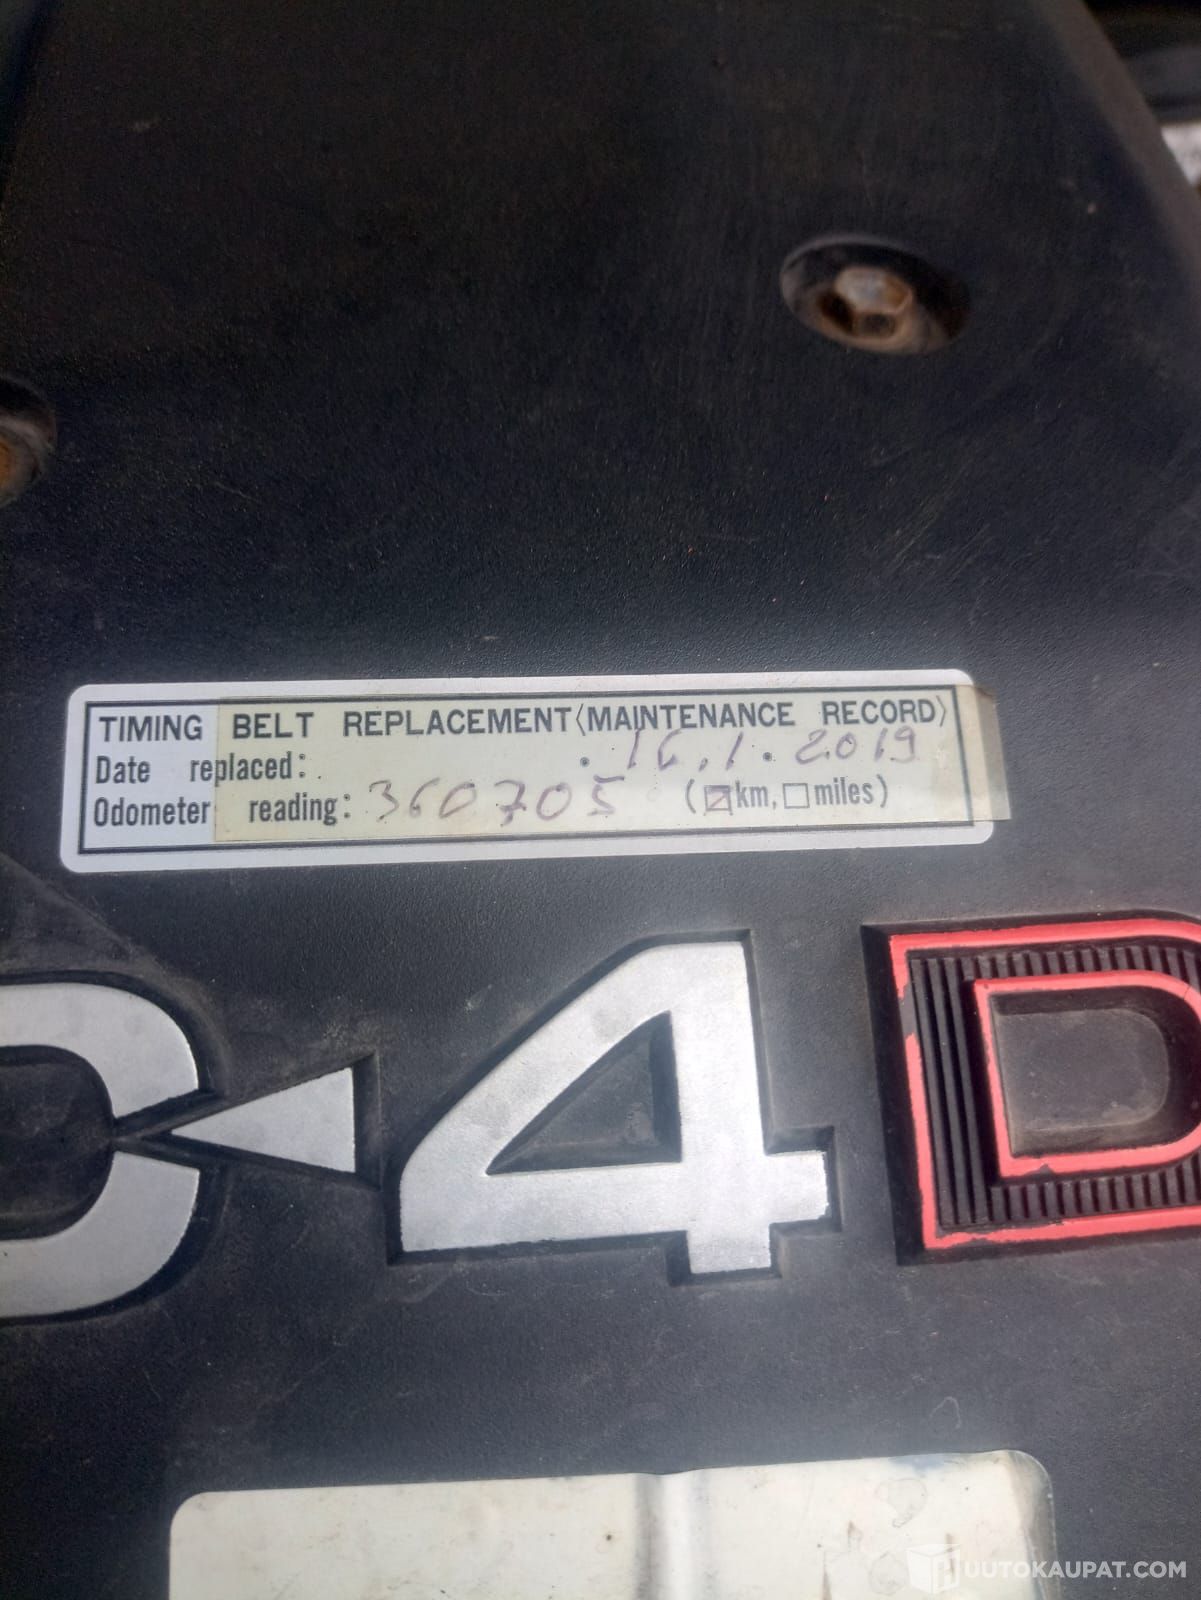 TIMING BELT REPLACEMENT〈MAINTENANCE RECORD〉
Date replaced: . 16.1. 2019
Odometer reading: 360705 (☑km, ☐miles)
4D
HUUTOKAUPAT.COM